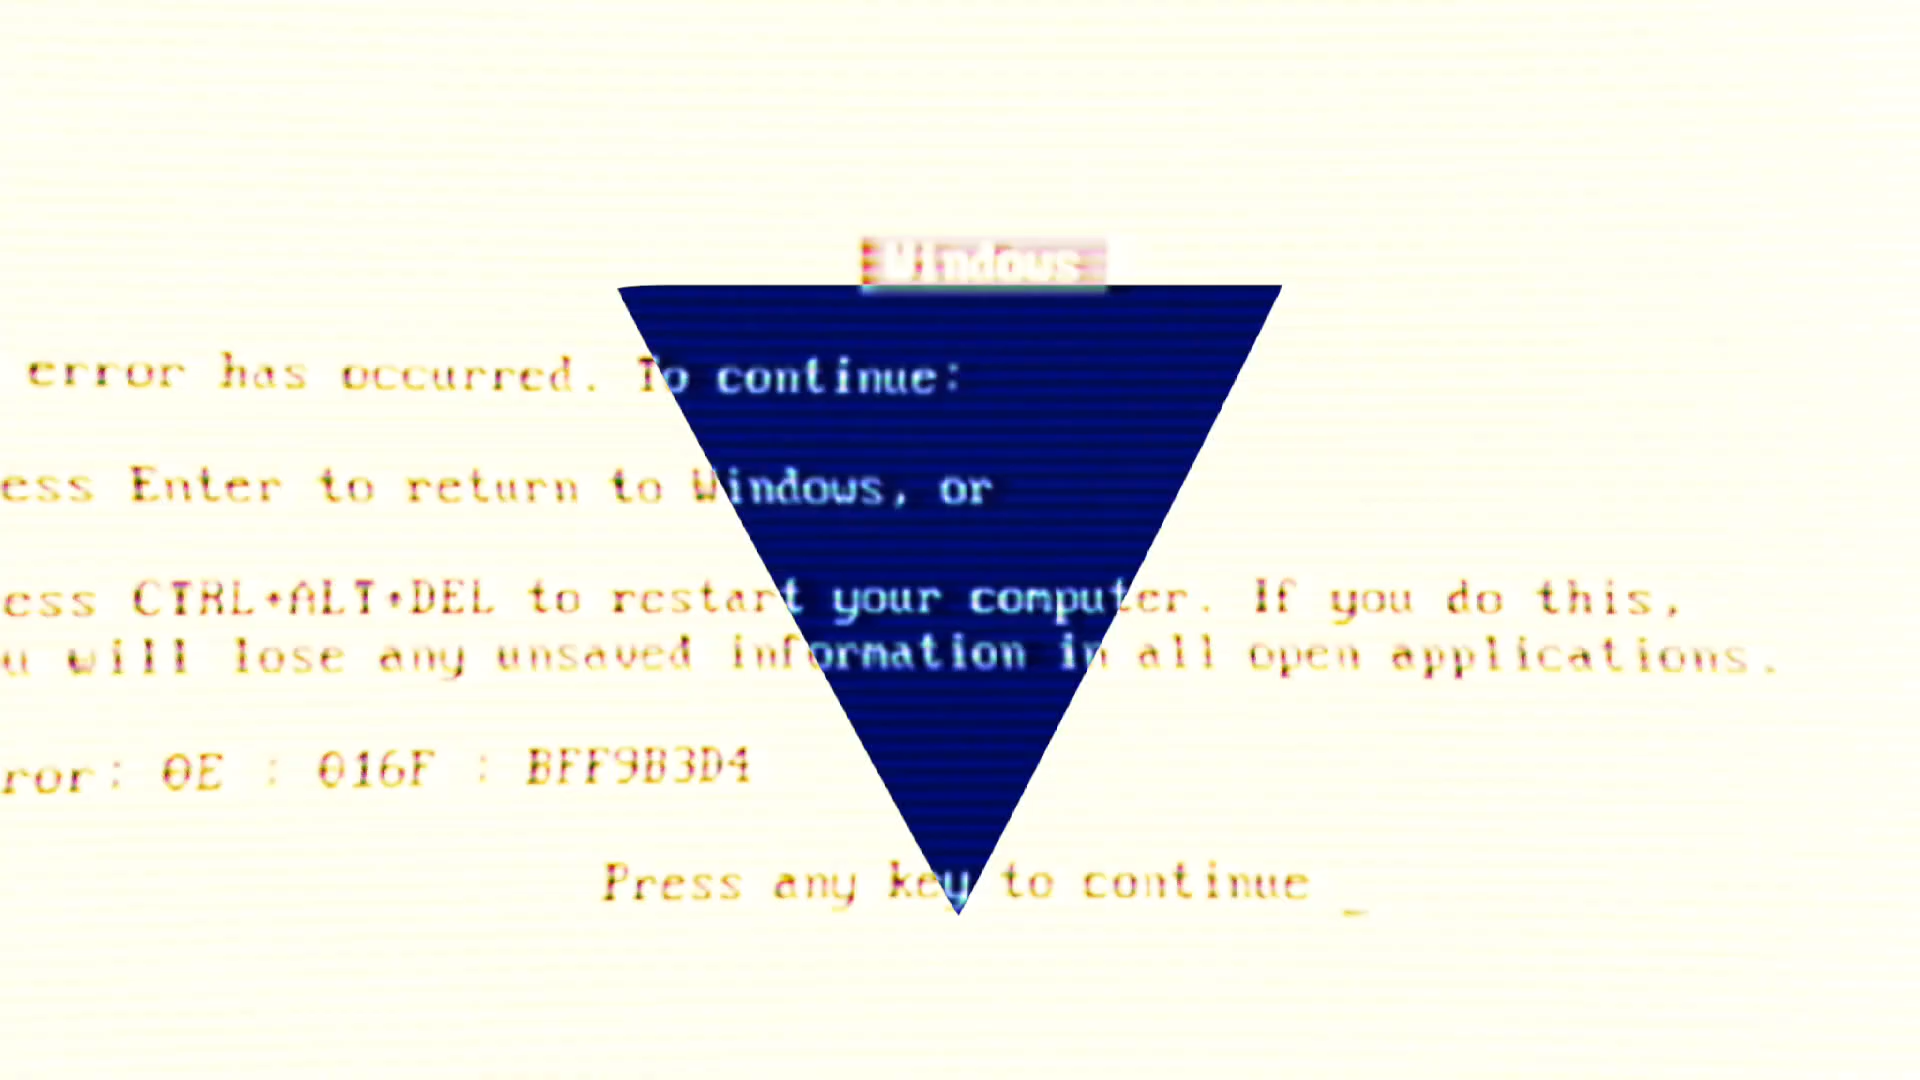 Windows
error has occurred. To continue:
ess Enter to return to Windows, or
ess CTRL+ALT+DEL to restart your computer. If you do this,
u will lose any unsaved information in all open applications.
ror: 0E : 016F : BFF9B3D4
Press any key to continue _